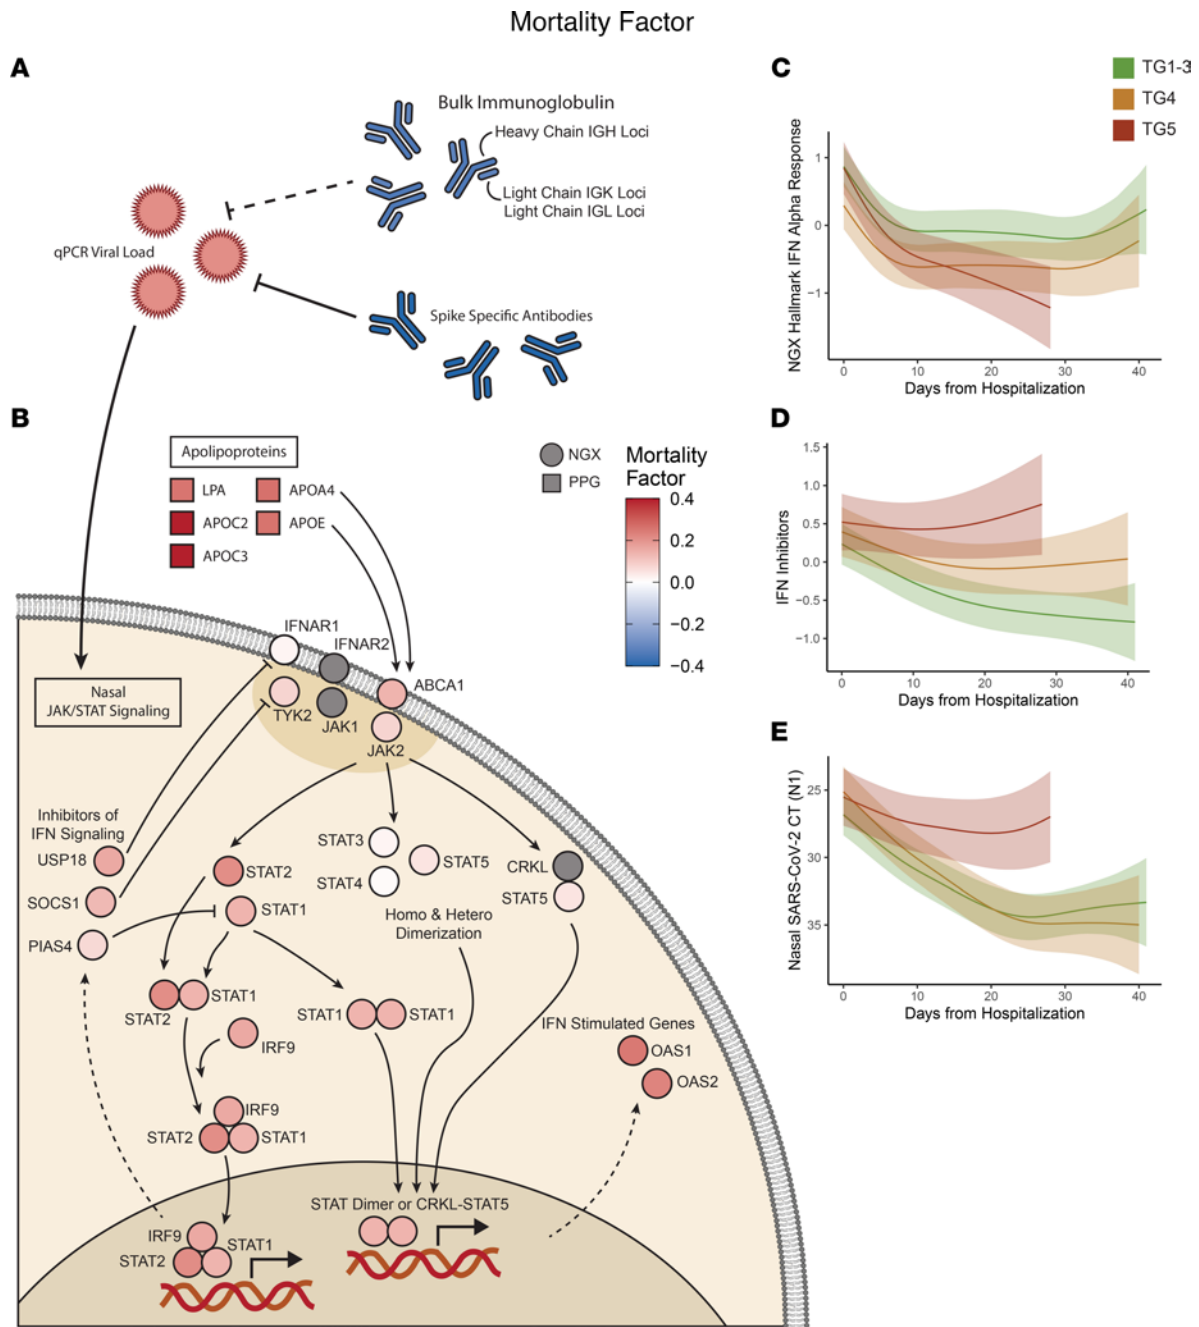 Mortality Factor
A
Bulk Immunoglobulin
Heavy Chain IGH Loci
Light Chain IGK Loci
Light Chain IGL Loci
qPCR Viral Load
Spike Specific Antibodies
B
Apolipoproteins
LPA
APOA4
APOC2
APOE
APOC3
NGX
PPG
Mortality
Factor
0.4
0.2
0.0
−0.2
−0.4
IFNAR1
IFNAR2
ABCA1
TYK2
JAK1
JAK2
Nasal
JAK/STAT Signaling
Inhibitors of
IFN Signaling
USP18
SOCS1
PIAS4
STAT2
STAT1
STAT3
STAT4
STAT5
CRKL
STAT5
Homo & Hetero
Dimerization
STAT1
STAT2
STAT1
STAT1
IRF9
IFN Stimulated Genes
OAS1
OAS2
IRF9
STAT2
STAT1
STAT Dimer or CRKL-STAT5
IRF9
STAT1
STAT2
C
TG1-3
TG4
TG5
NGX Hallmark IFN Alpha Response
1
0
−1
0
10
20
30
40
Days from Hospitalization
D
IFN Inhibitors
1.5
1.0
0.5
0.0
−0.5
−1.0
0
10
20
30
40
Days from Hospitalization
E
Nasal SARS-CoV-2 CT (N1)
25
30
35
0
10
20
30
40
Days from Hospitalization